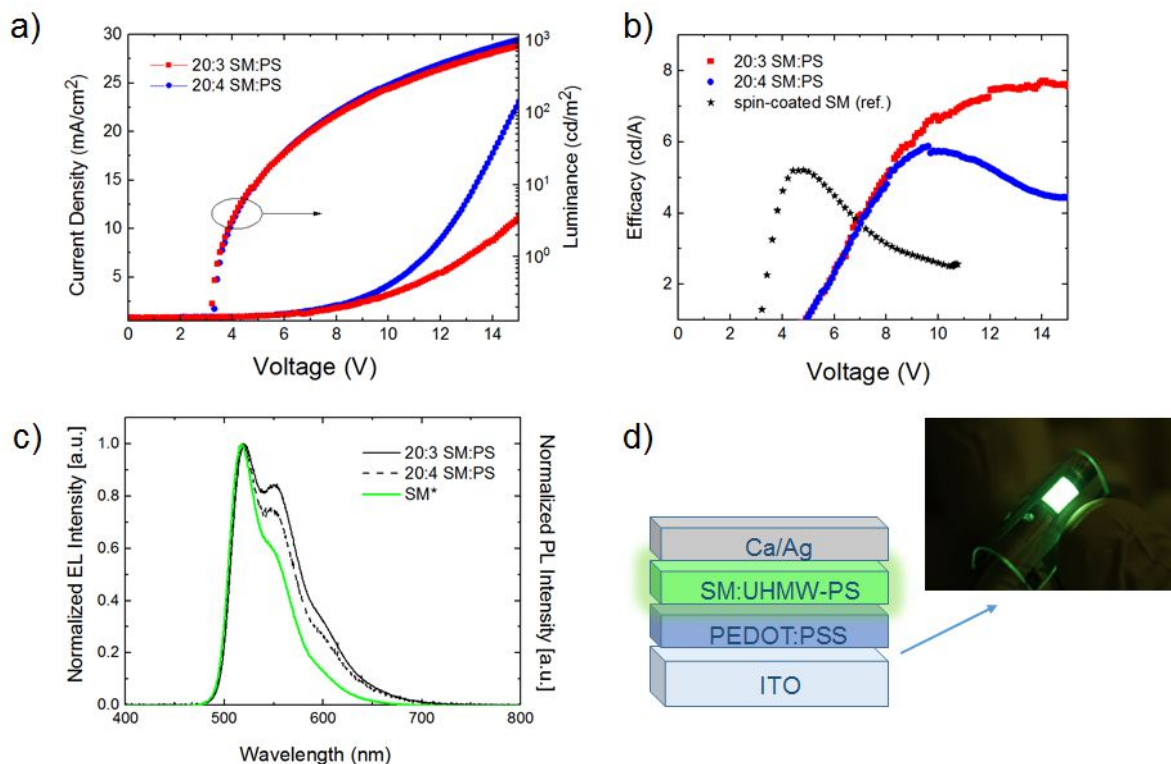 a)
30
25
20
15
10
5
0
2
4
6
8
10
12
14
10³
10²
10¹
10⁰
Current Density (mA/cm²)
Luminance (cd/m²)
20:3 SM:PS
20:4 SM:PS
Voltage (V)
b)
8
6
4
2
0
2
4
6
8
10
12
14
Efficacy (cd/A)
20:3 SM:PS
20:4 SM:PS
spin-coated SM (ref.)
Voltage (V)
c)
1.0
0.8
0.6
0.4
0.2
0.0
400
500
600
700
800
Normalized EL Intensity [a.u.]
Normalized PL Intensity [a.u.]
20:3 SM:PS
20:4 SM:PS
SM*
Wavelength (nm)
d)
Ca/Ag
SM:UHMW-PS
PEDOT:PSS
ITO